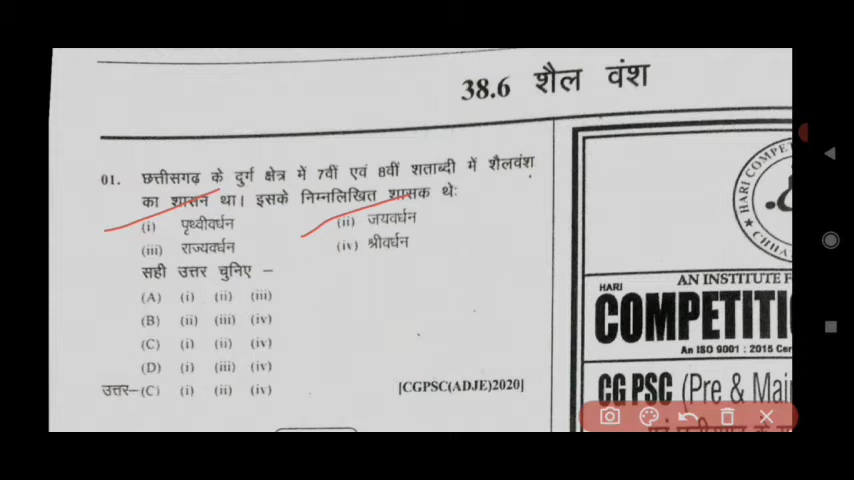 38.6 शैल वंश
01. छत्तीसगढ़ के दुर्ग क्षेत्र में 7वीं एवं 8वीं शताब्दी में शैलवंश
का शासन था। इसके निम्नलिखित शासक थेः
(i) पृथ्वीवर्धन (ii) जयवर्धन
(iii) राज्यवर्धन (iv) श्रीवर्धन
सही उत्तर चुनिए –
(A) (i) (ii) (iii)
(B) (ii) (iii) (iv)
(C) (i) (ii) (iv)
(D) (i) (iii) (iv)
उत्तर–(C) (i) (ii) (iv) [CGPSC(ADJE)2020]
HARI COMPE
CHHA
AN INSTITUTE F
HARI
COMPETITI
An ISO 9001 : 2015 Cer
CG PSC (Pre & Mai